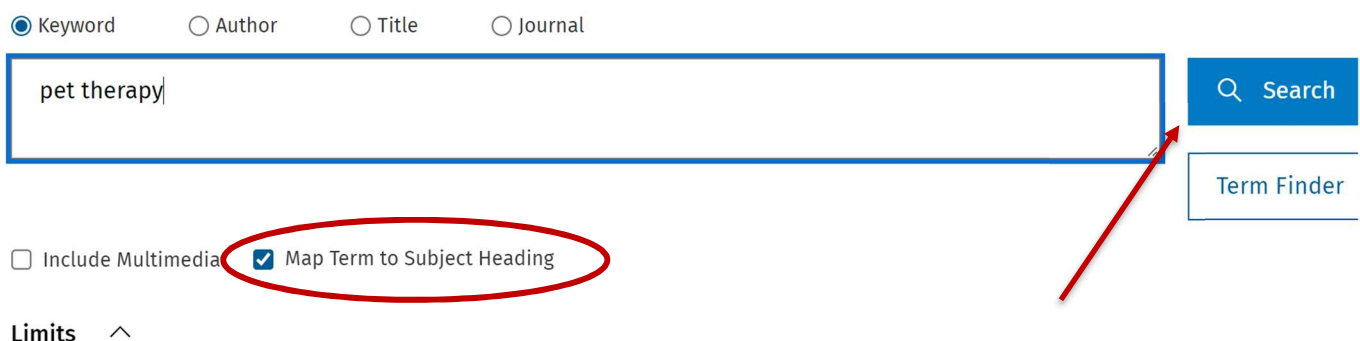 Keyword Author Title Journal
pet therapy
Search
Term Finder
Include Multimedia Map Term to Subject Heading
Limits